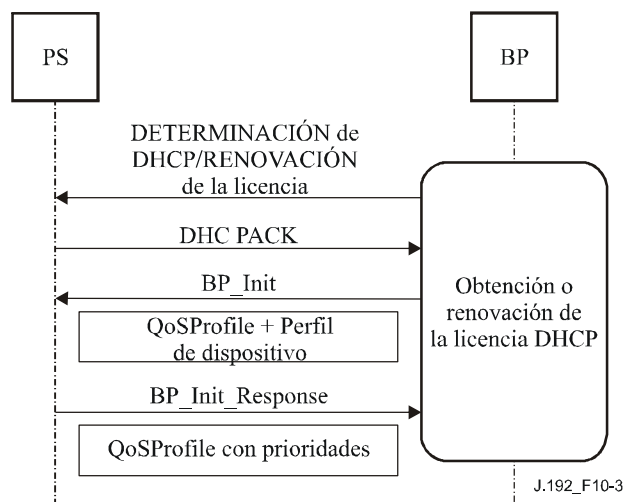 PS
BP
DETERMINACIÓN de
DHCP/RENOVACIÓN
de la licencia
DHC PACK
BP_Init
QoSProfile + Perfil
de dispositivo
BP_Init_Response
QoSProfile con prioridades
Obtención o
renovación de
la licencia DHCP
J.192_F10-3